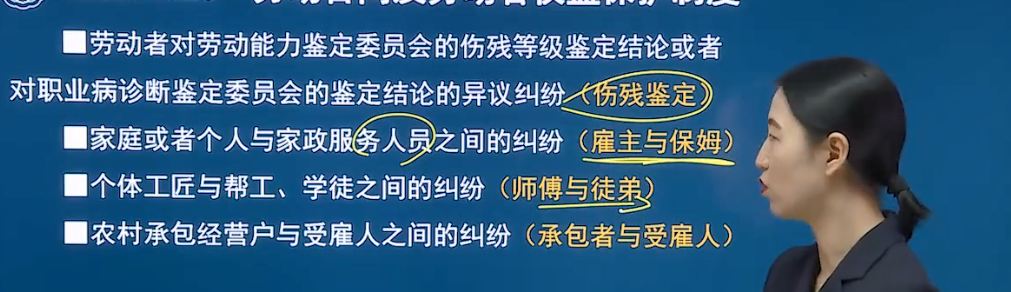 ■劳动者对劳动能力鉴定委员会的伤残等级鉴定结论或者
对职业病诊断鉴定委员会的鉴定结论的异议纠纷（伤残鉴定）
■家庭或者个人与家政服务人员之间的纠纷（雇主与保姆）
■个体工匠与帮工、学徒之间的纠纷（师傅与徒弟）
■农村承包经营户与受雇人之间的纠纷（承包者与受雇人）